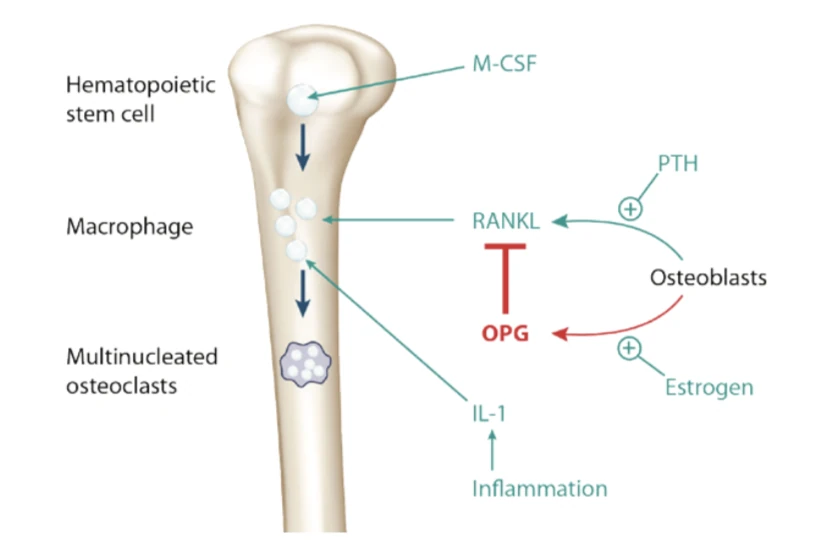 Hematopoietic
stem cell
M-CSF
PTH
Macrophage
RANKL
Osteoblasts
OPG
Multinucleated
osteoclasts
Estrogen
IL-1
Inflammation